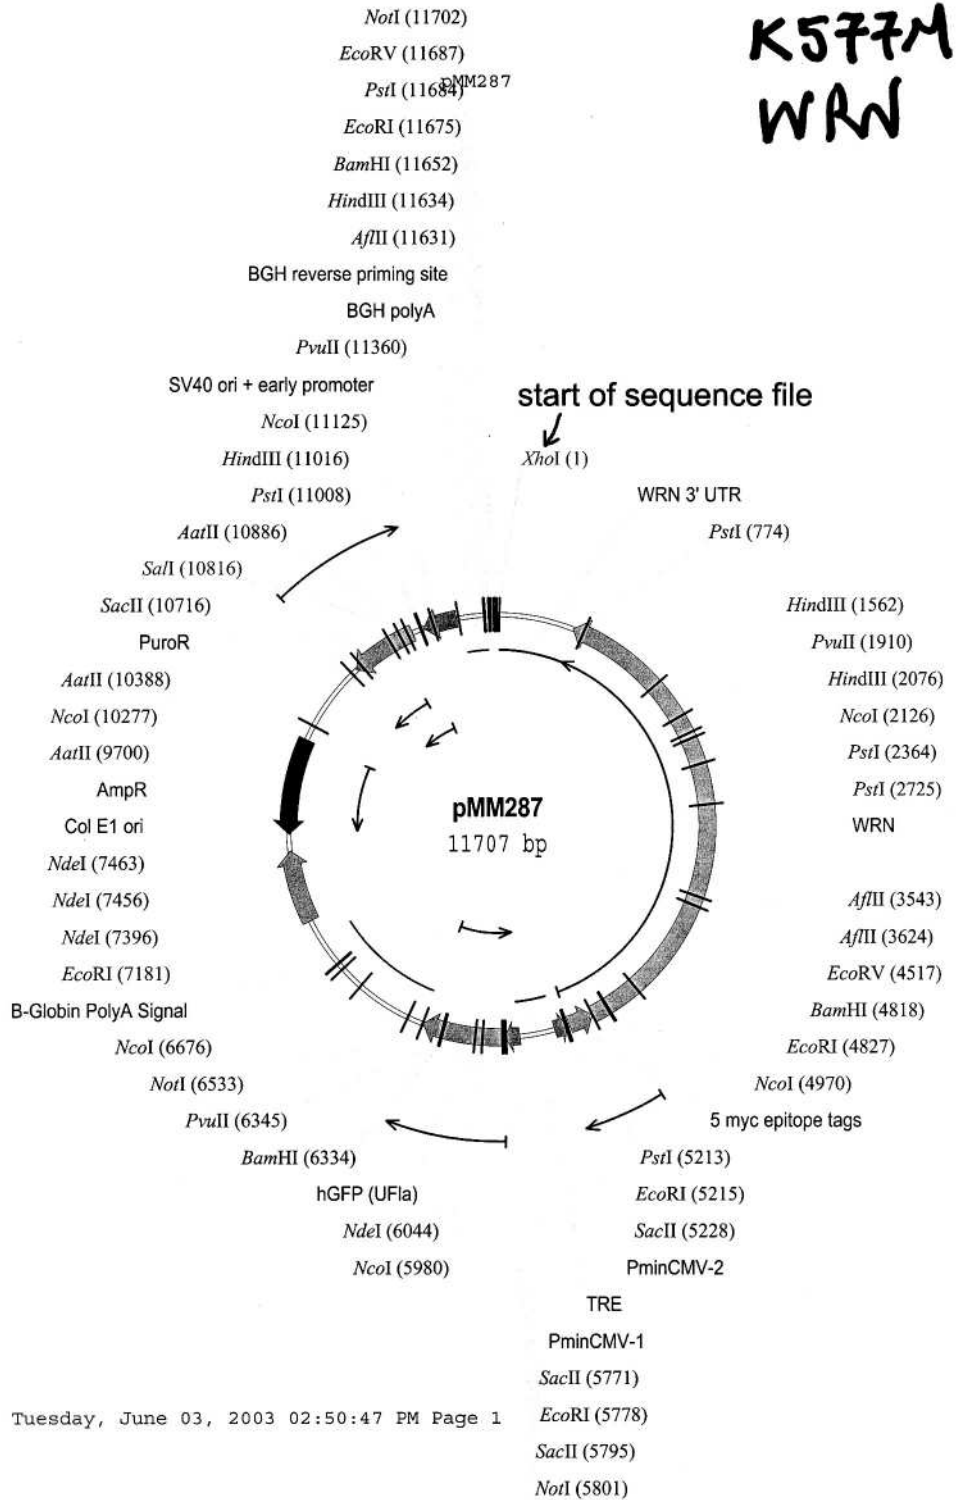 NotI (11702)
EcoRV (11687)
PstI (11684)
pMM287
EcoRI (11675)
BamHI (11652)
HindIII (11634)
AflII (11631)
BGH reverse priming site
BGH polyA
PvuII (11360)
SV40 ori + early promoter
NcoI (11125)
HindIII (11016)
PstI (11008)
AatII (10886)
SalI (10816)
SacII (10716)
PuroR
AatII (10388)
NcoI (10277)
AatII (9700)
AmpR
Col E1 ori
NdeI (7463)
NdeI (7456)
NdeI (7396)
EcoRI (7181)
B-Globin PolyA Signal
NcoI (6676)
NotI (6533)
PvuII (6345)
BamHI (6334)
hGFP (UFIa)
NdeI (6044)
NcoI (5980)
K577M
WRN
start of sequence file
XhoI (1)
WRN 3' UTR
PstI (774)
HindIII (1562)
PvuII (1910)
HindIII (2076)
NcoI (2126)
PstI (2364)
PstI (2725)
WRN
AflII (3543)
AflII (3624)
EcoRV (4517)
BamHI (4818)
EcoRI (4827)
NcoI (4970)
5 myc epitope tags
PstI (5213)
EcoRI (5215)
SacII (5228)
PminCMV-2
TRE
PminCMV-1
SacII (5771)
EcoRI (5778)
SacII (5795)
NotI (5801)
pMM287
11707 bp
Tuesday, June 03, 2003 02:50:47 PM Page 1